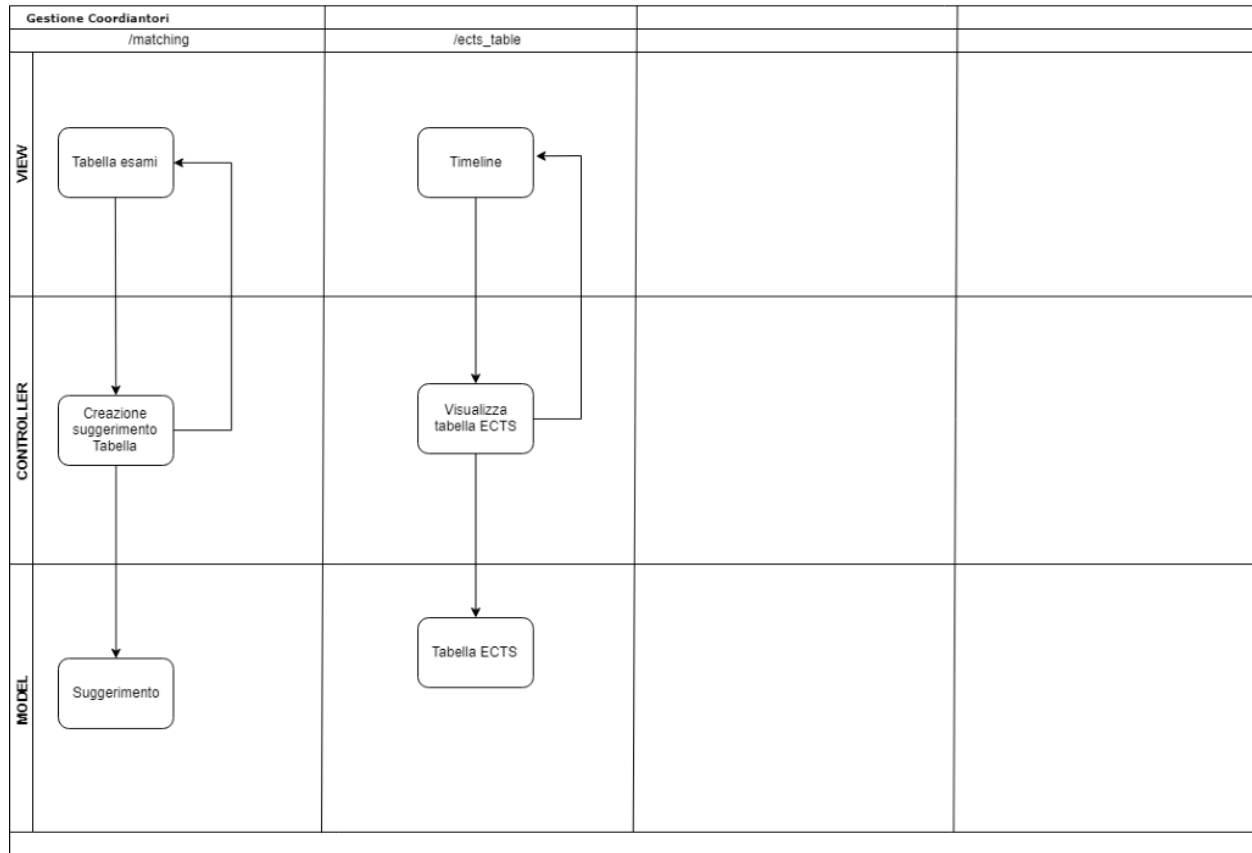 Gestione Coordiantori
/matching
/ects_table
VIEW
Tabella esami
Timeline
CONTROLLER
Creazione
suggerimento
Tabella
Visualizza
tabella ECTS
MODEL
Suggerimento
Tabella ECTS